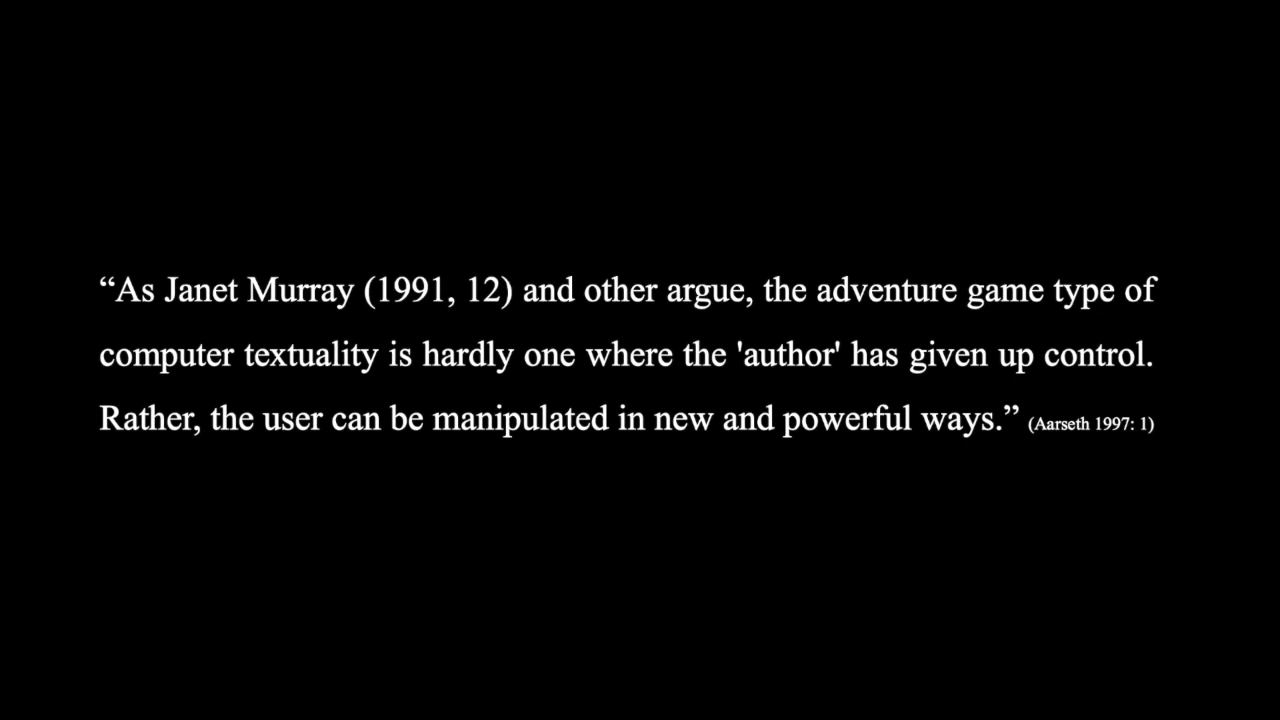 “As Janet Murray (1991, 12) and other argue, the adventure game type of
computer textuality is hardly one where the 'author' has given up control.
Rather, the user can be manipulated in new and powerful ways.” (Aarseth 1997: 1)